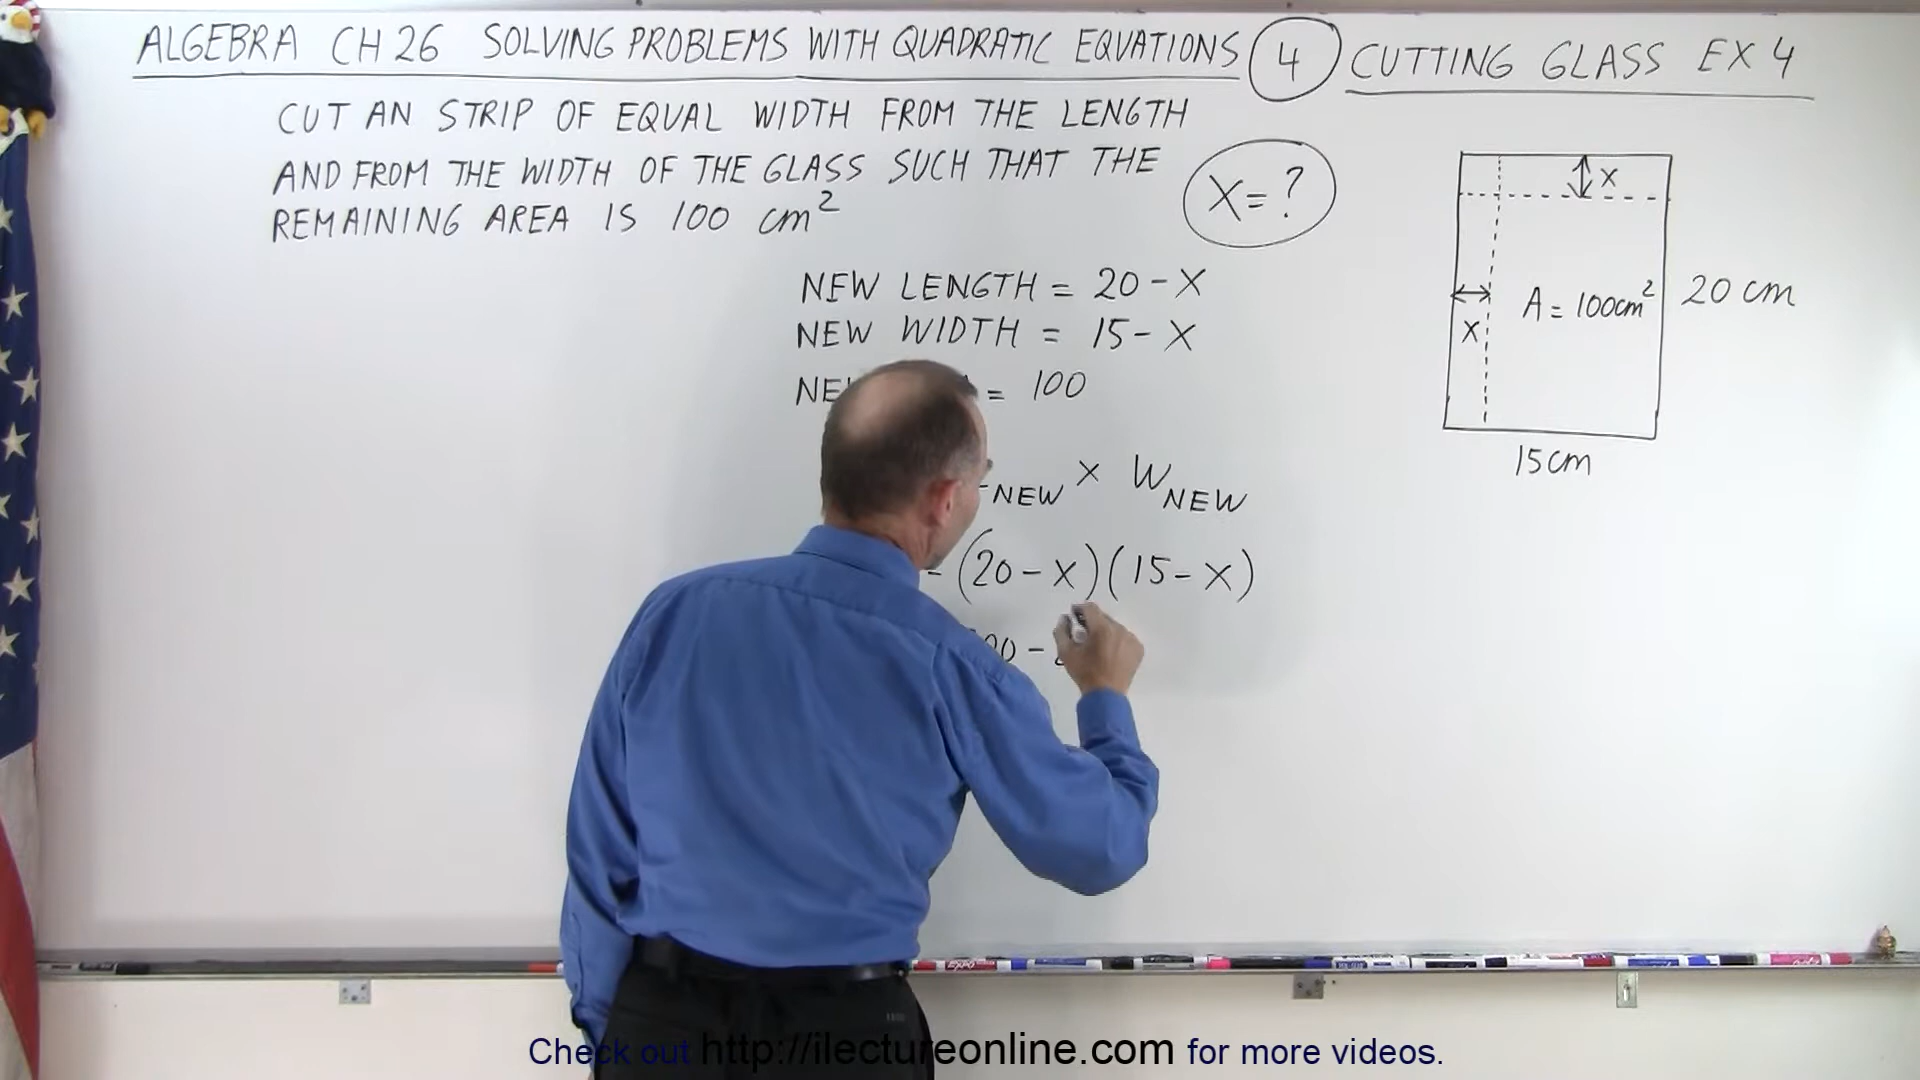 ALGEBRA CH 26 SOLVING PROBLEMS WITH QUADRATIC EQUATIONS 4 CUTTING GLASS EX 4
CUT AN STRIP OF EQUAL WIDTH FROM THE LENGTH
AND FROM THE WIDTH OF THE GLASS SUCH THAT THE
REMAINING AREA IS 100 cm²
X = ?
X
20 cm
A = 100cm²
X
15cm
NEW LENGTH = 20 - X
NEW WIDTH = 15 - X
= 100
NEW × W NEW
(20 - X)(15 - X)
Check out http://ilectureonline.com for more videos.